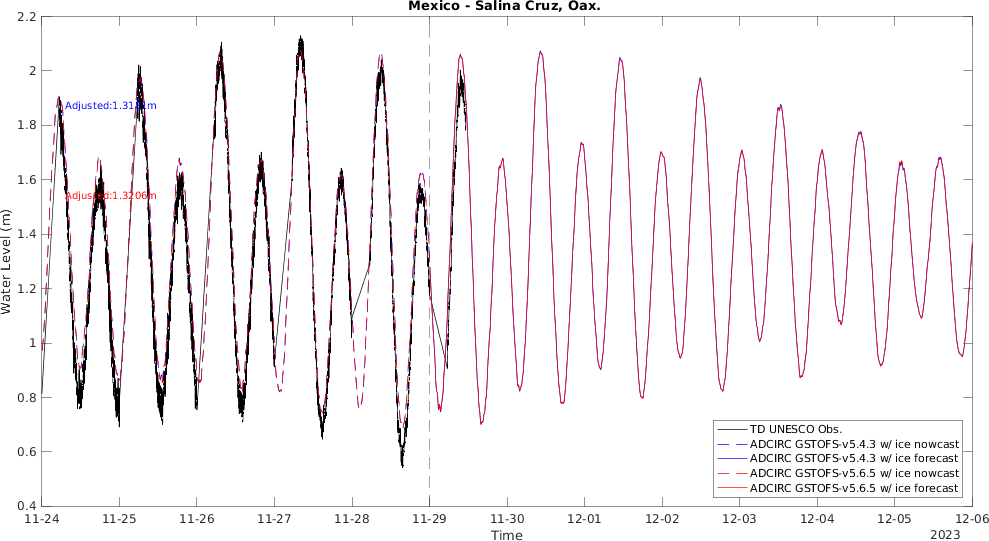 Mexico - Salina Cruz, Oax.
2.2
2
1.8
1.6
1.4
1.2
1
0.8
0.6
0.4
Water Level (m)
Adjusted:1.3206m
TD UNESCO Obs.
ADCIRC GSTOFS-v5.4.3 w/ ice nowcast
ADCIRC GSTOFS-v5.4.3 w/ ice forecast
ADCIRC GSTOFS-v5.6.5 w/ ice nowcast
ADCIRC GSTOFS-v5.6.5 w/ ice forecast
11-24 11-25 11-26 11-27 11-28 11-29 11-30 12-01 12-02 12-03 12-04 12-05 12-06
Time
2023